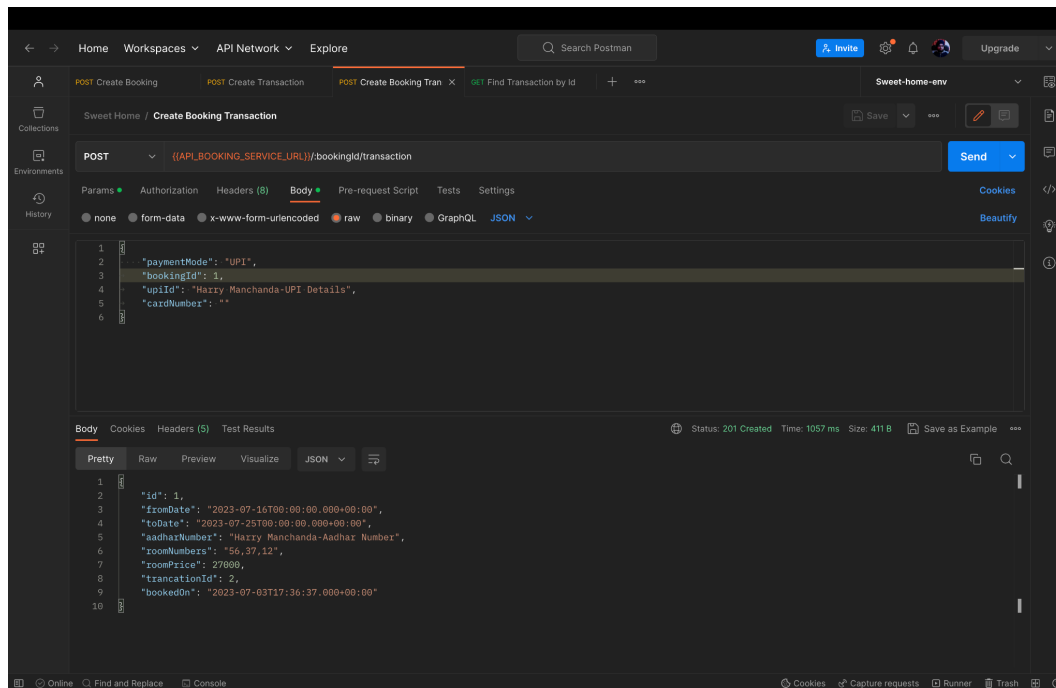 Home Workspaces API Network Explore Search Postman Invite Upgrade
POST Create Booking POST Create Transaction POST Create Booking Tran GET Find Transaction by Id Sweet-home-env
Sweet Home / Create Booking Transaction Save
Collections
POST {{API_BOOKING_SERVICE_URL}}/:bookingId/transaction Send
Environments
Params Authorization Headers (8) Body Pre-request Script Tests Settings Cookies
History
none form-data x-www-form-urlencoded raw binary GraphQL JSON Beautify
1 {
2 "paymentMode": "UPI",
3 "bookingId": 1,
4 "upiId": "Harry Manchanda-UPI Details",
5 "cardNumber": ""
6 }
Body Cookies Headers (5) Test Results Status: 201 Created Time: 1057 ms Size: 411 B Save as Example
Pretty Raw Preview Visualize JSON
1 {
2 "id": 1,
3 "fromDate": "2023-07-16T00:00:00.000+00:00",
4 "toDate": "2023-07-25T00:00:00.000+00:00",
5 "aadharNumber": "Harry Manchanda-Aadhar Number",
6 "roomNumbers": "56,37,12",
7 "roomPrice": 27000,
8 "trancationId": 2,
9 "bookedOn": "2023-07-03T17:36:37.000+00:00"
10 }
Online Find and Replace Console Cookies Capture requests Runner Trash